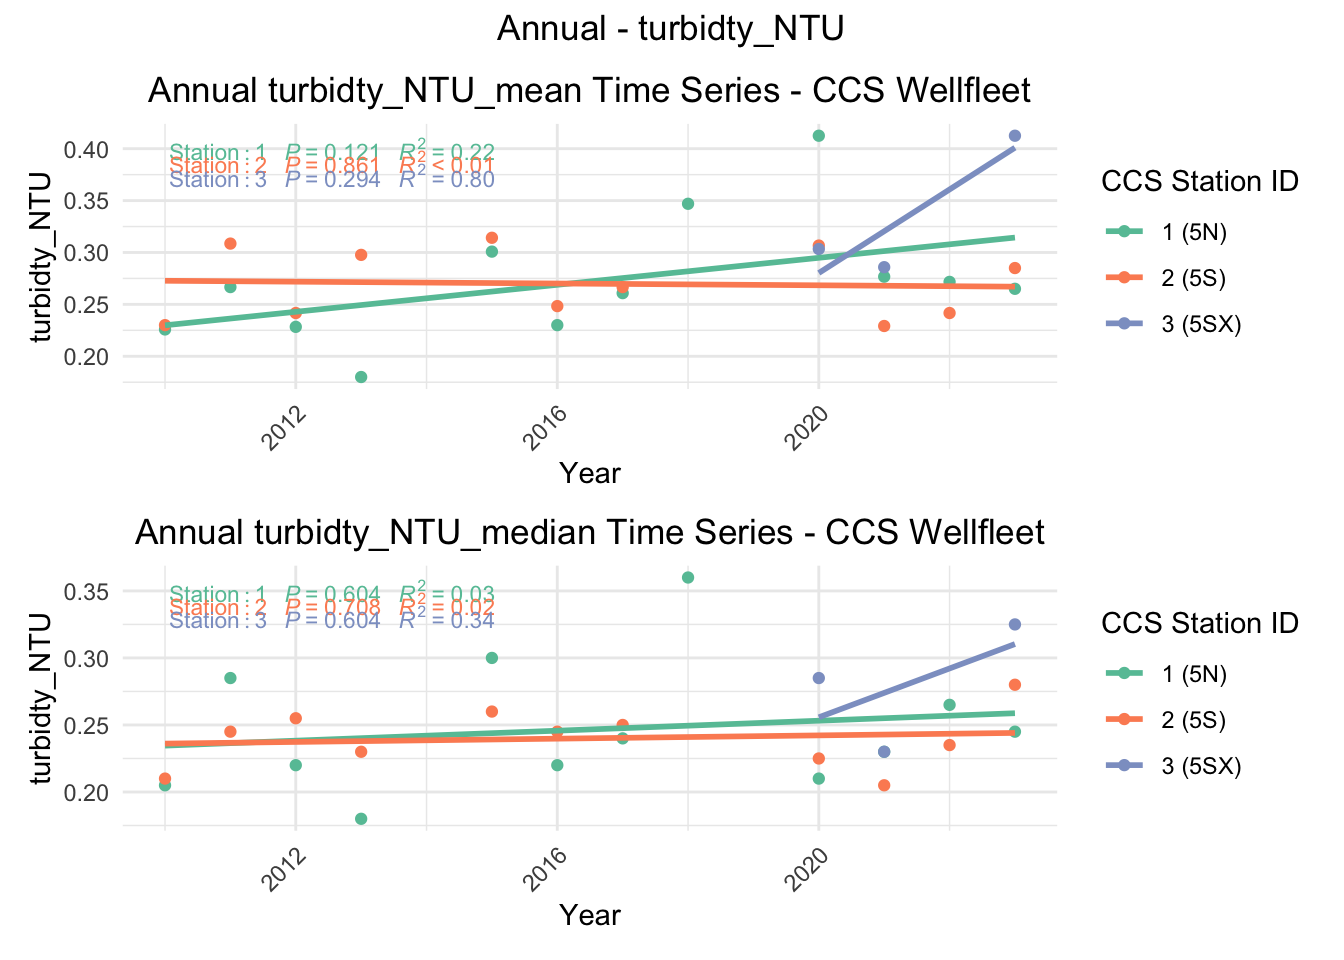 Annual - turbidty_NTU
Annual turbidty_NTU_mean Time Series - CCS Wellfleet
turbidty_NTU
0.40
0.35
0.30
0.25
0.20
Station : 1 P = 0.121 R² = 0.22
Station : 2 P = 0.861 R² < 0.01
Station : 3 P = 0.294 R² = 0.80
2012
2016
2020
Year
CCS Station ID
1 (5N)
2 (5S)
3 (5SX)
Annual turbidty_NTU_median Time Series - CCS Wellfleet
turbidty_NTU
0.35
0.30
0.25
0.20
Station : 1 P = 0.604 R² = 0.03
Station : 2 P = 0.708 R² = 0.02
Station : 3 P = 0.604 R² = 0.34
2012
2016
2020
Year
CCS Station ID
1 (5N)
2 (5S)
3 (5SX)